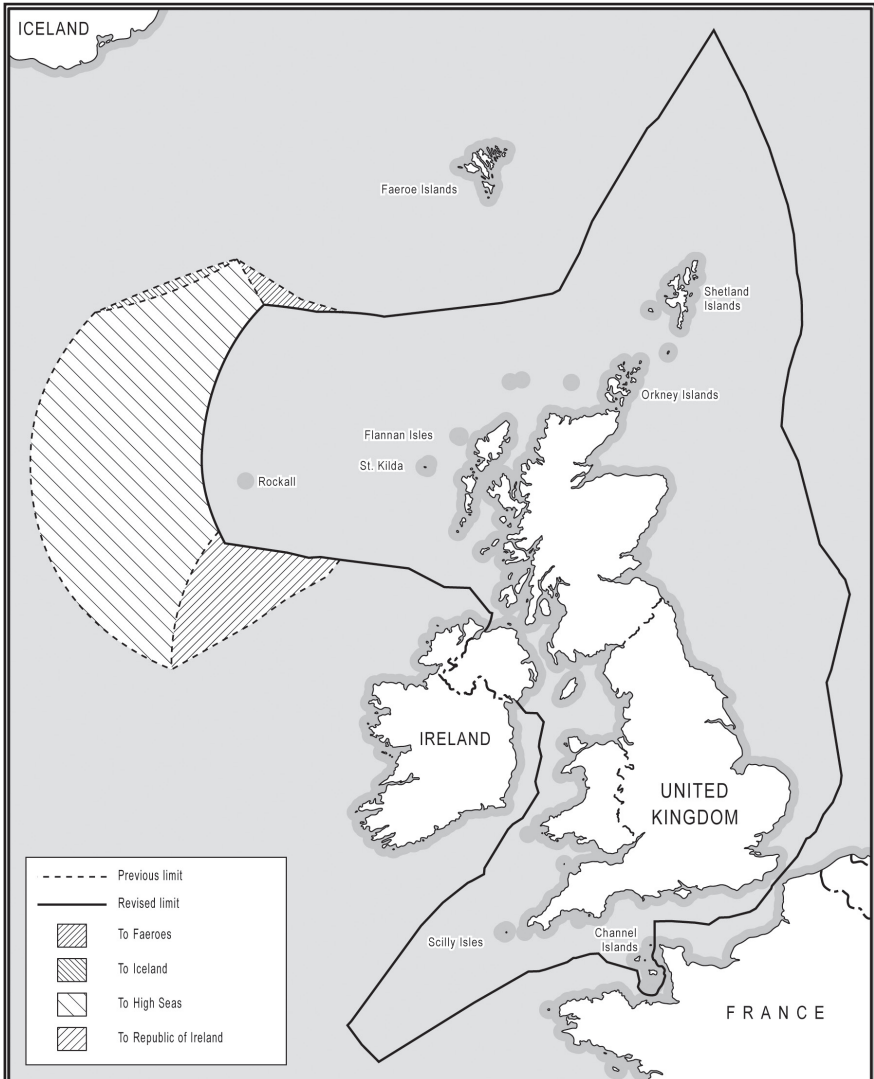 ICELAND
Faeroe Islands
Shetland
Islands
Orkney Islands
Flannan Isles
St. Kilda
Rockall
IRELAND
UNITED
KINGDOM
Scilly Isles
Channel
Islands
FRANCE
Previous limit
Revised limit
To Faeroes
To Iceland
To High Seas
To Republic of Ireland